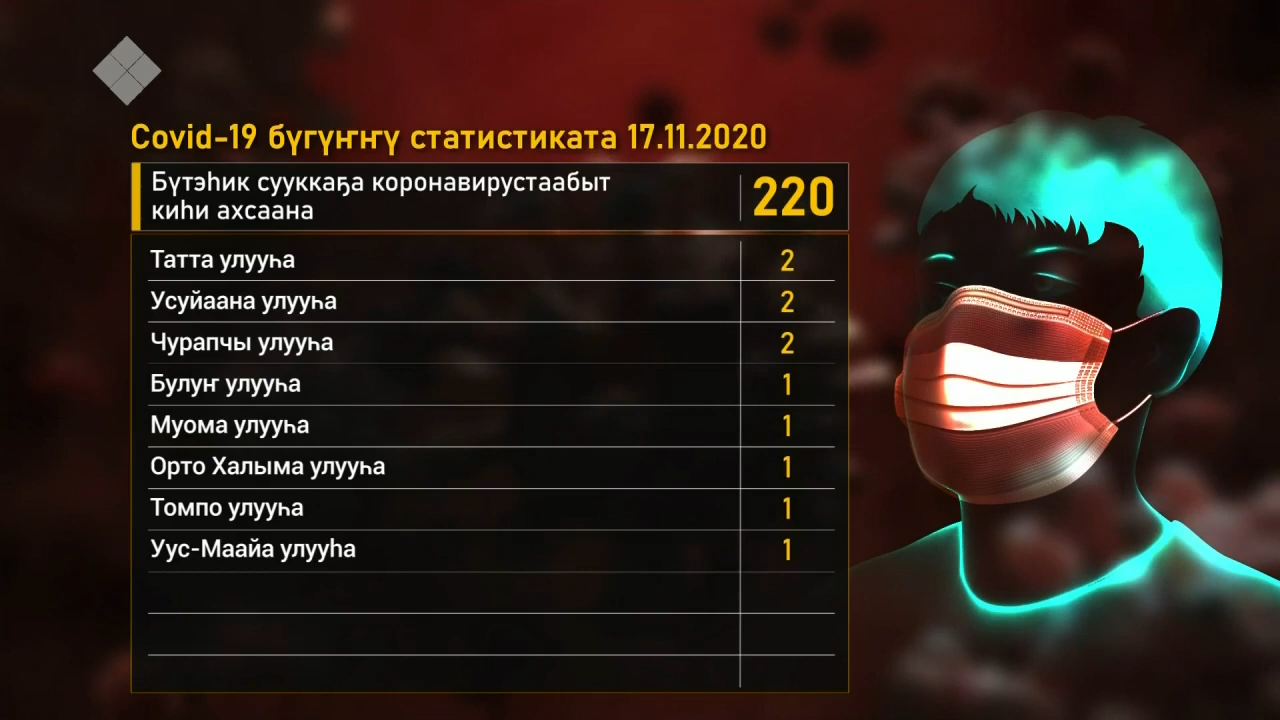 Covid-19 бүгүҥҥү статистиката 17.11.2020
Бүтэһик сууккаҕа коронавирустаабыт
киһи ахсаана
220
Татта улууһа 2
Усуйаана улууһа 2
Чурапчы улууһа 2
Булуҥ улууһа 1
Муома улууһа 1
Орто Халыма улууһа 1
Томпо улууһа 1
Уус-Маайа улууһа 1